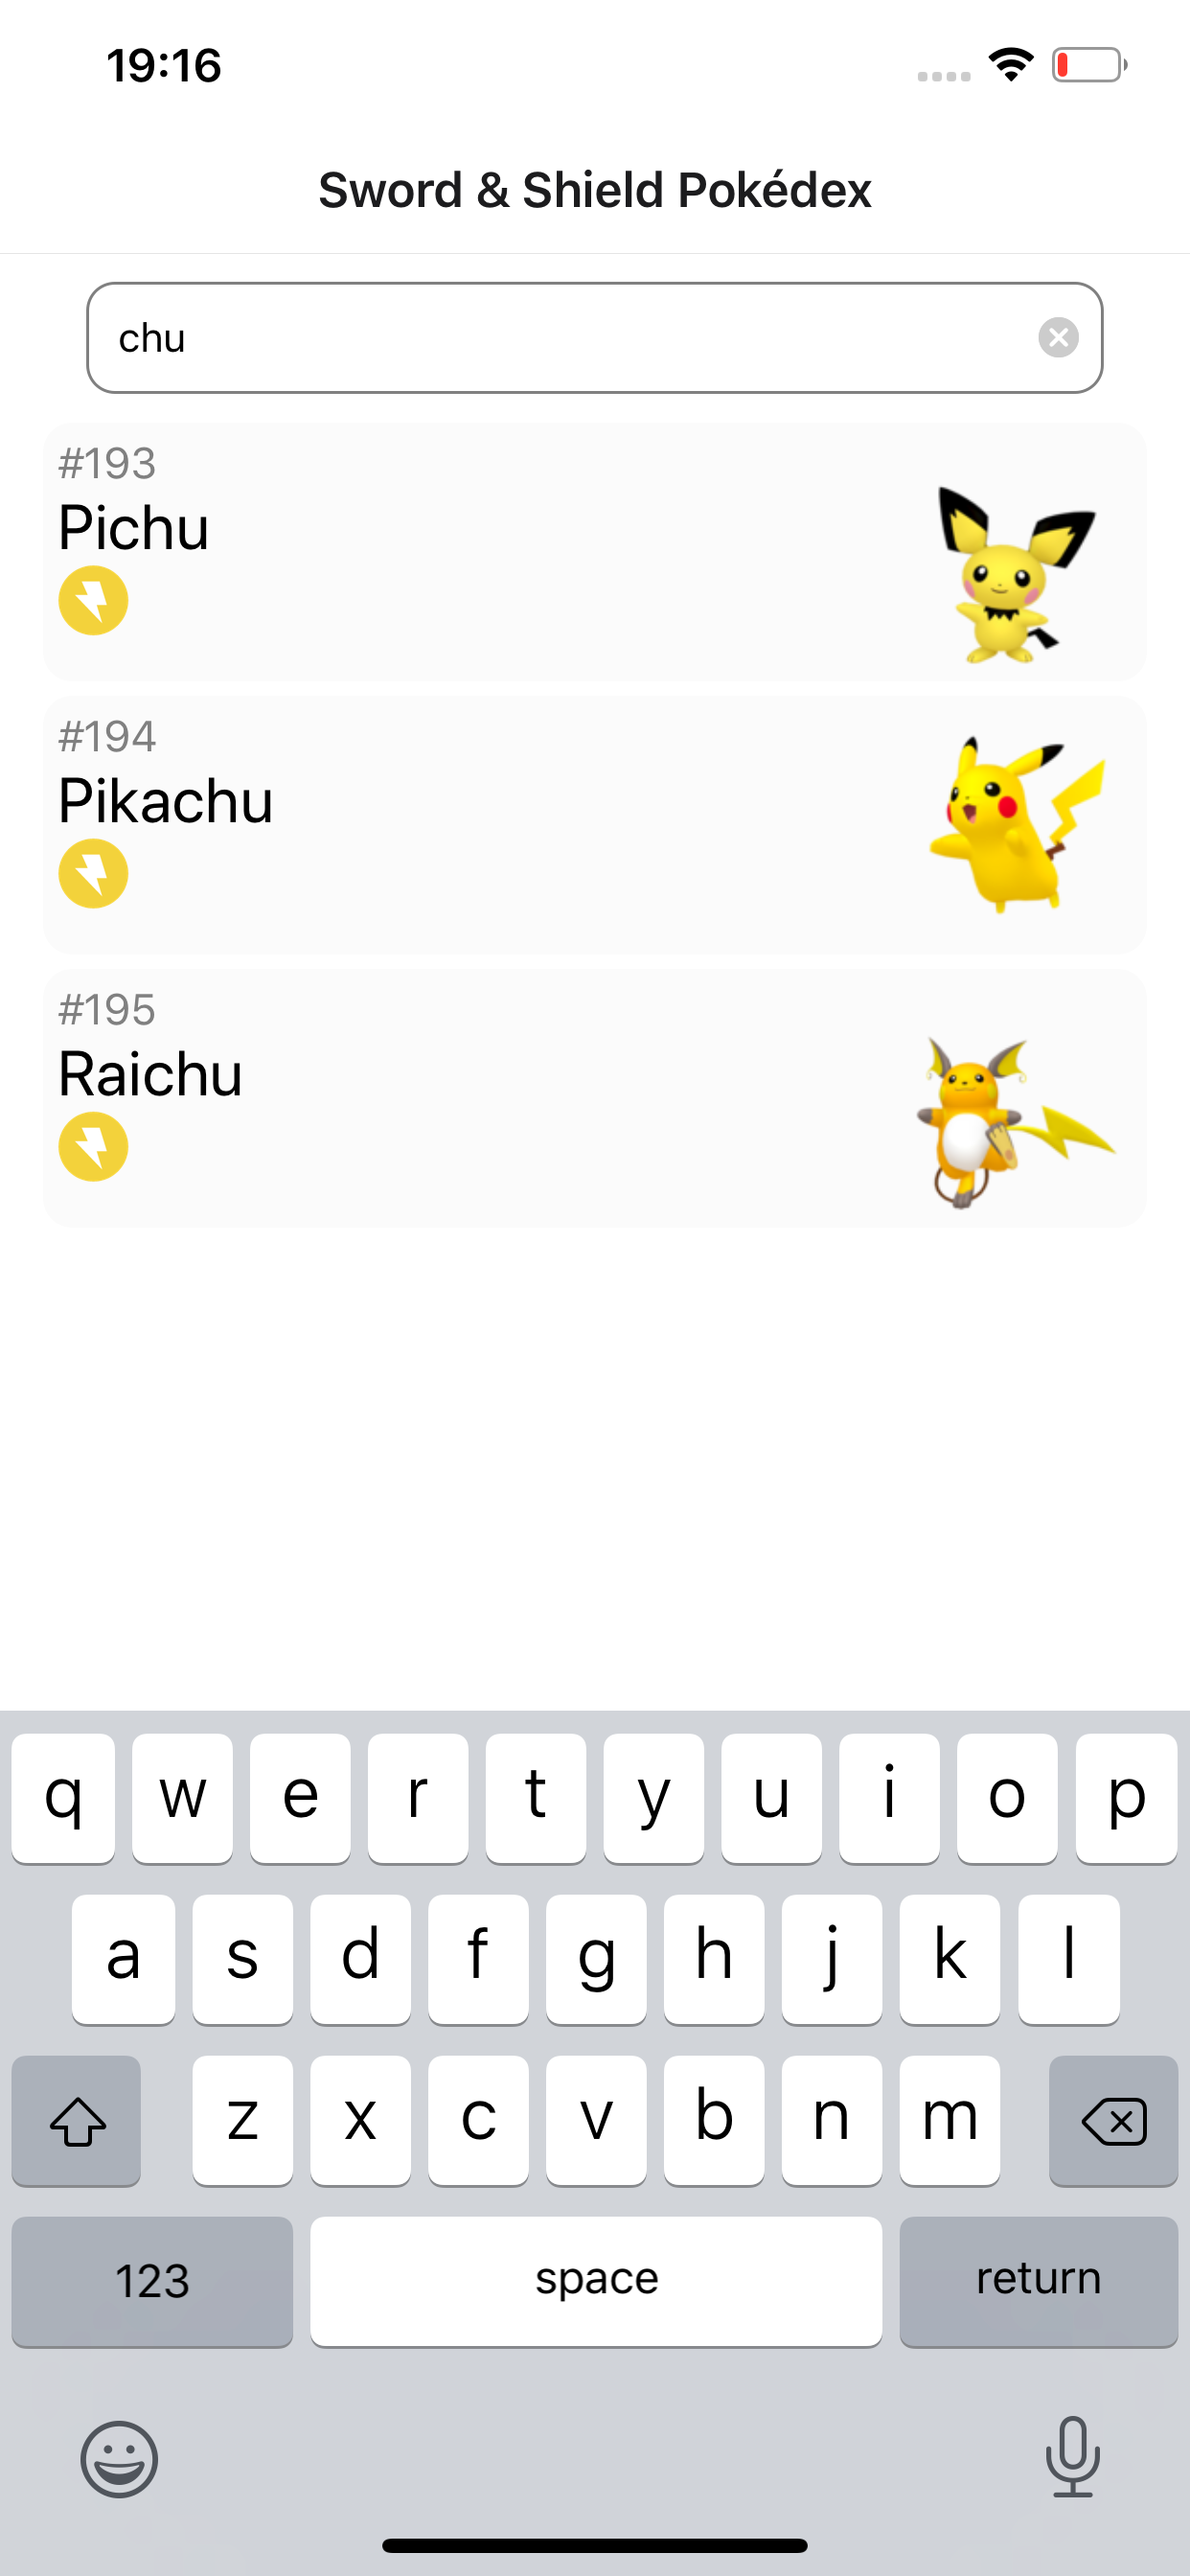 19:16
Sword & Shield Pokédex
chu
#193
Pichu
#194
Pikachu
#195
Raichu
q w e r t y u i o p
a s d f g h j k l
z x c v b n m
123 space return